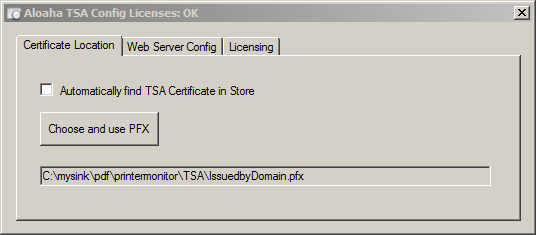 Aloaha TSA Config Licenses: OK
Certificate Location Web Server Config Licensing
Automatically find TSA Certificate in Store
Choose and use PFX
C:\mysink\pdf\printermonitor\TSA\IssuedbyDomain.pfx